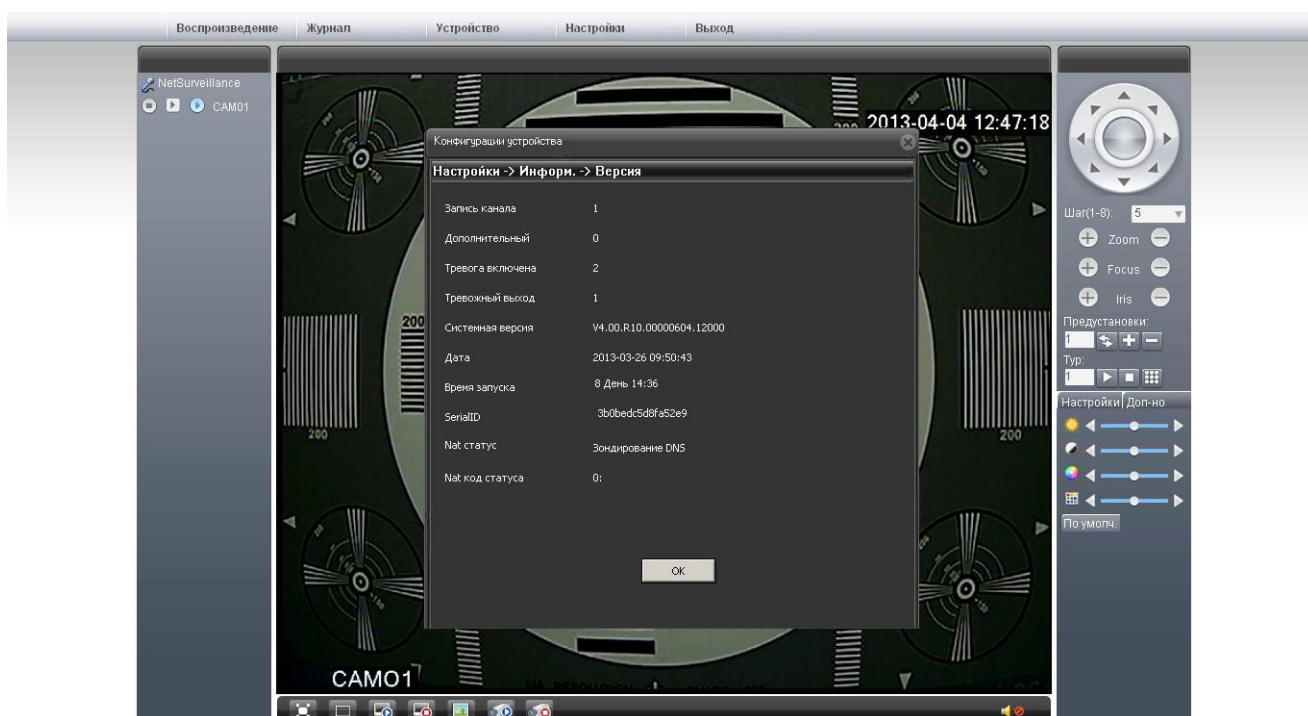 Воспроизведение Журнал Устройство Настройки Выход
NetSurveillance
CAM01
2013-04-04 12:47:18
Конфигурации устройства
Настройки -> Информ. -> Версия
Запись канала 1
Дополнительный 0
Тревога включена 2
Тревожный выход 1
Системная версия V4.00.R10.00000604.12000
Дата 2013-03-26 09:50:43
Время запуска 8 День 14:36
SerialID 3b0bedc5d8fa52e9
Nat статус Зондирование DNS
Nat код статуса 0:
OK
200
200
200
CAM01
Шаг(1-8): 5
Zoom
Focus
Iris
Предустановки:
1
Тур:
1
Настройки Доп-но
По умолч.